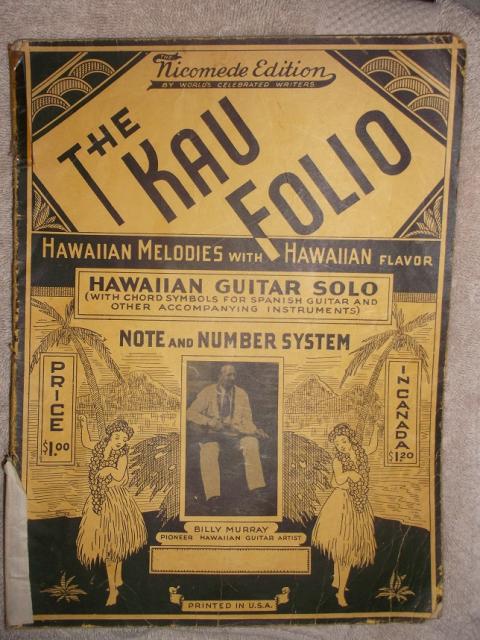 THE
Nicomede Edition
BY WORLD'S CELEBRATED WRITERS
THE
KAU
FOLIO
HAWAIIAN MELODIES WITH HAWAIIAN FLAVOR
HAWAIIAN GUITAR SOLO
(WITH CHORD SYMBOLS FOR SPANISH GUITAR AND
OTHER ACCOMPANYING INSTRUMENTS)
NOTE AND NUMBER SYSTEM
PRICE
$1.00
IN CANADA
$1.20
BILLY MURRAY
PIONEER HAWAIIAN GUITAR ARTIST
PRINTED IN U.S.A.